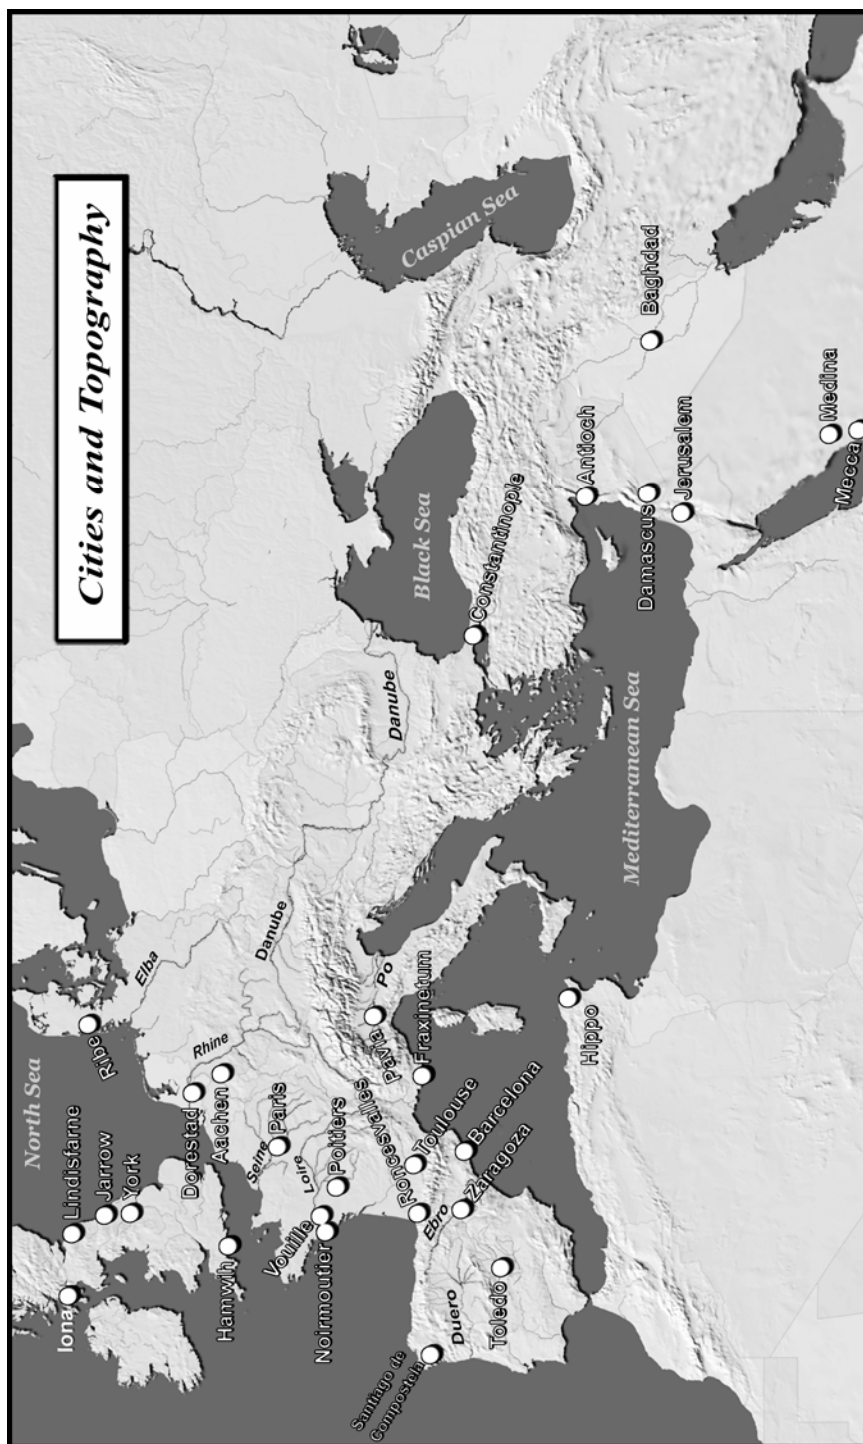 Cities and Topography
North Sea
Caspian Sea
Black Sea
Mediterranean Sea
Iona
Lindisfarne
Jarrow
York
Ribe
Hamwih
Dorestad
Aachen
Elba
Rhine
Seine
Paris
Loire
Danube
Danube
Vouille
Noirmoutier
Poitiers
Roncesvalles
Toulouse
Pavia
Po
Fraxinetum
Santiago de
Compostela
Duero
Ebro
Toledo
Zaragoza
Barcelona
Hippo
Constantinople
Antioch
Damascus
Jerusalem
Baghdad
Medina
Mecca